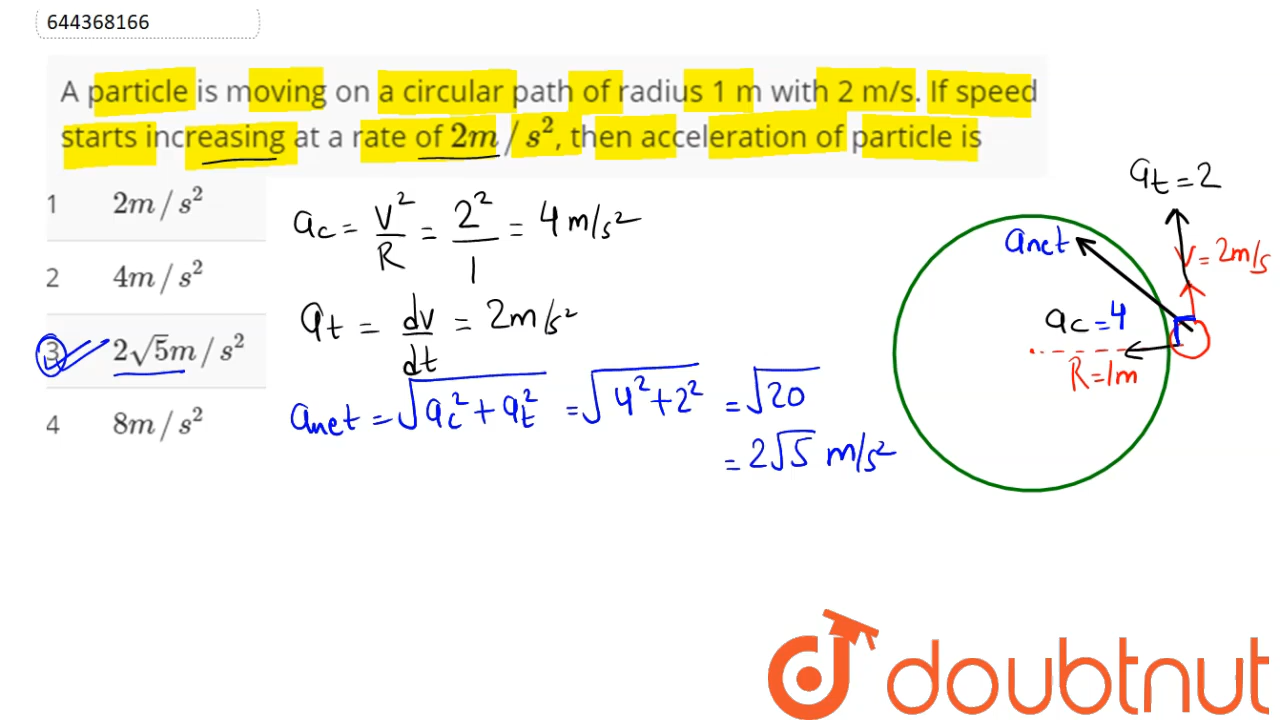 644368166
A particle is moving on a circular path of radius 1 m with 2 m/s. If speed
starts increasing at a rate of 2m / s², then acceleration of particle is
1 2m / s²
2 4m / s²
3 2√5m / s²
4 8m / s²
ac = V²/R = 2²/1 = 4 m/s²
at = dv/dt = 2m/s²
anet = √ac² + at² = √4² + 2² = √20
= 2√5 m/s²
at = 2
anet
V = 2m/s
ac = 4
R = 1m
doubtnut